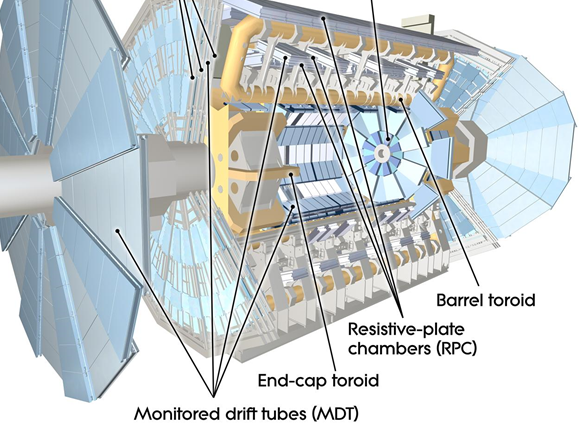 Barrel toroid
Resistive-plate
chambers (RPC)
End-cap toroid
Monitored drift tubes (MDT)